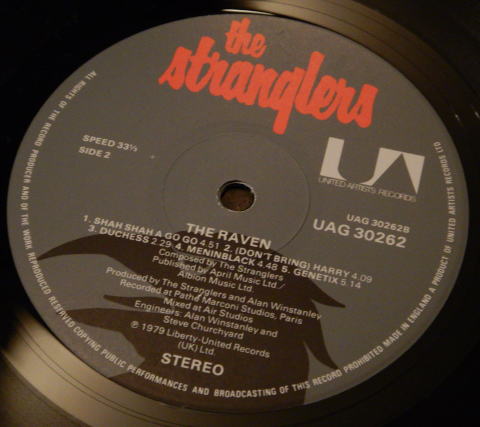 the
stranglers
SPEED 33⅓
SIDE 2
UNITED ARTISTS RECORDS
UAG 30262B
UAG 30262
THE RAVEN
1. SHAH SHAH A GO GO 4.51 2. (DON'T BRING) HARRY 4.09
3. DUCHESS 2.29 4. MENINBLACK 4.48 5. GENETIX 5.14
Composed by The Stranglers
Published by April Music Ltd./
Albion Music Ltd.
Produced by The Stranglers and Alan Winstanley
Recorded at Pathé Marconi Studios, Paris
Mixed at Air Studios
Engineers: Alan Winstanley and
Steve Churchyard
℗ 1979 Liberty-United Records
(UK) Ltd.
STEREO
ALL RIGHTS OF THE RECORD PRODUCER AND OF THE WORK REPRODUCED RESERVED COPYING PUBLIC PERFORMANCES AND BROADCASTING OF THIS RECORD PROHIBITED MADE IN ENGLAND A PRODUCT OF UNITED ARTISTS RECORDS LTD